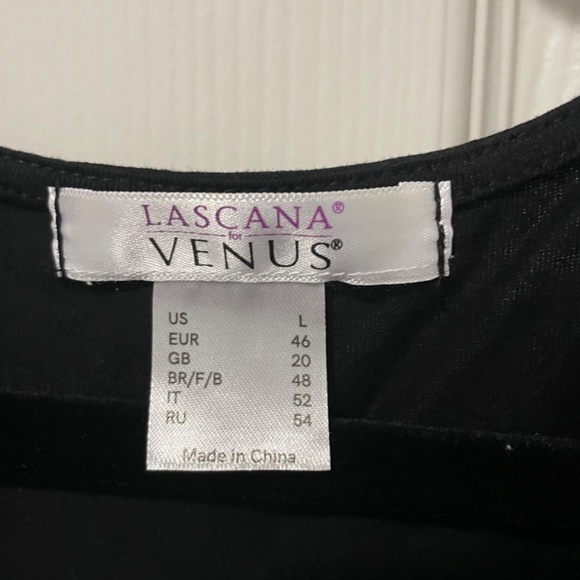 LASCANA®
for
VENUS®
US L
EUR 46
GB 20
BR/F/B 48
IT 52
RU 54
Made in China